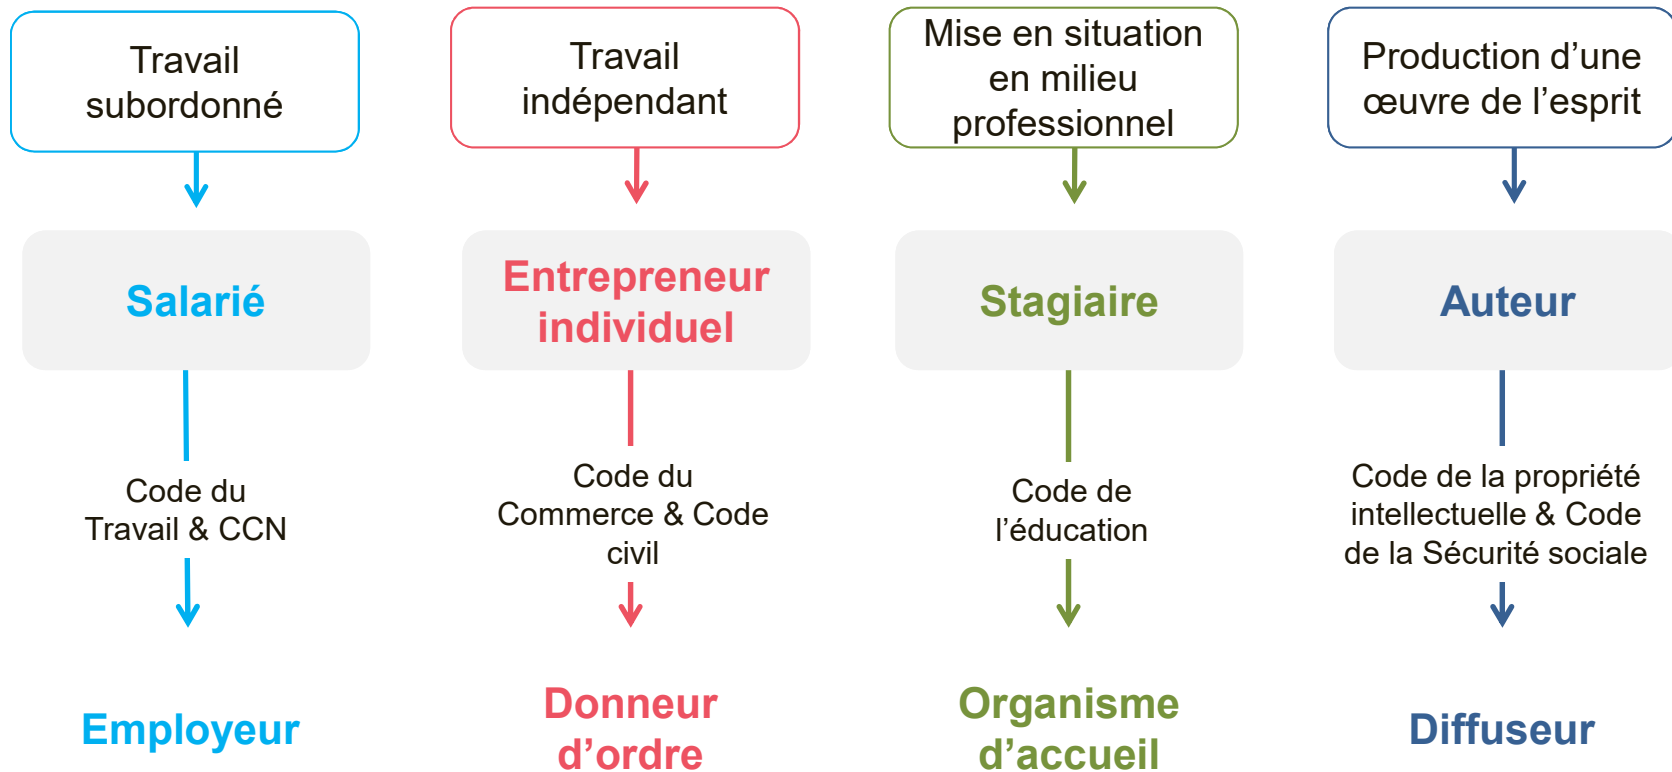 Travail
subordonné
Travail
indépendant
Mise en situation
en milieu
professionnel
Production d’une
œuvre de l’esprit
Salarié
Entrepreneur
individuel
Stagiaire
Auteur
Code du
Travail & CCN
Code du
Commerce & Code
civil
Code de
l’éducation
Code de la propriété
intellectuelle & Code
de la Sécurité sociale
Employeur
Donneur
d’ordre
Organisme
d’accueil
Diffuseur